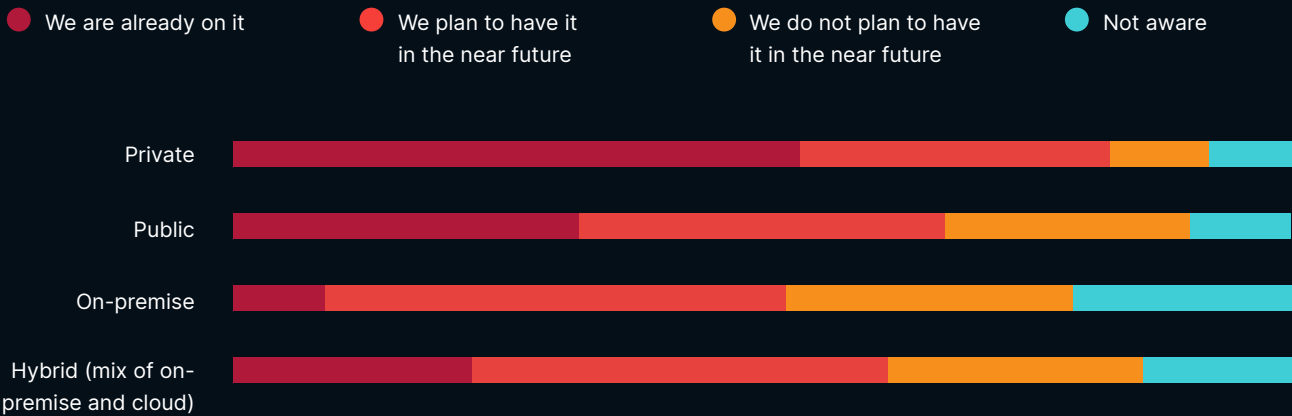 We are already on it
We plan to have it
in the near future
We do not plan to have
it in the near future
Not aware
Private
Public
On-premise
Hybrid (mix of on-
premise and cloud)